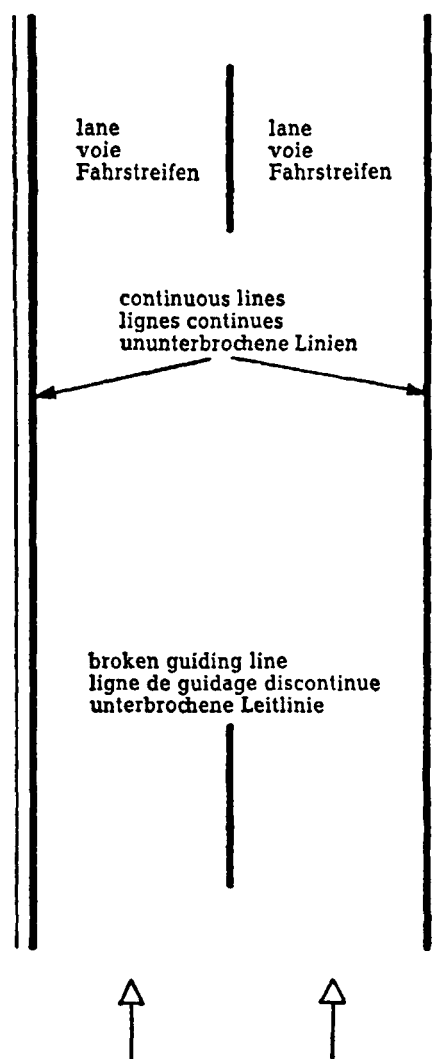 lane
voie
Fahrstreifen
lane
voie
Fahrstreifen
continuous lines
lignes continues
ununterbrochene Linien
broken guiding line
ligne de guidage discontinue
unterbrochene Leitlinie